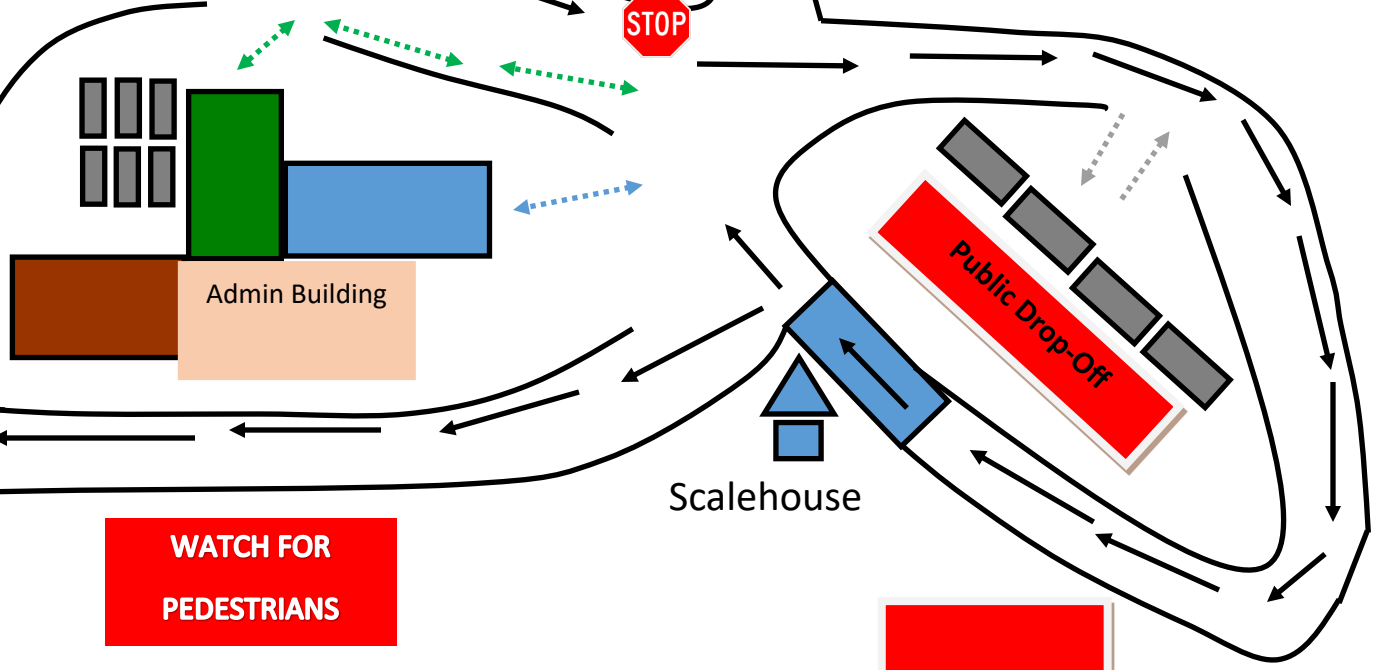 STOP
Admin Building
Public Drop-Off
Scalehouse
WATCH FOR
PEDESTRIANS